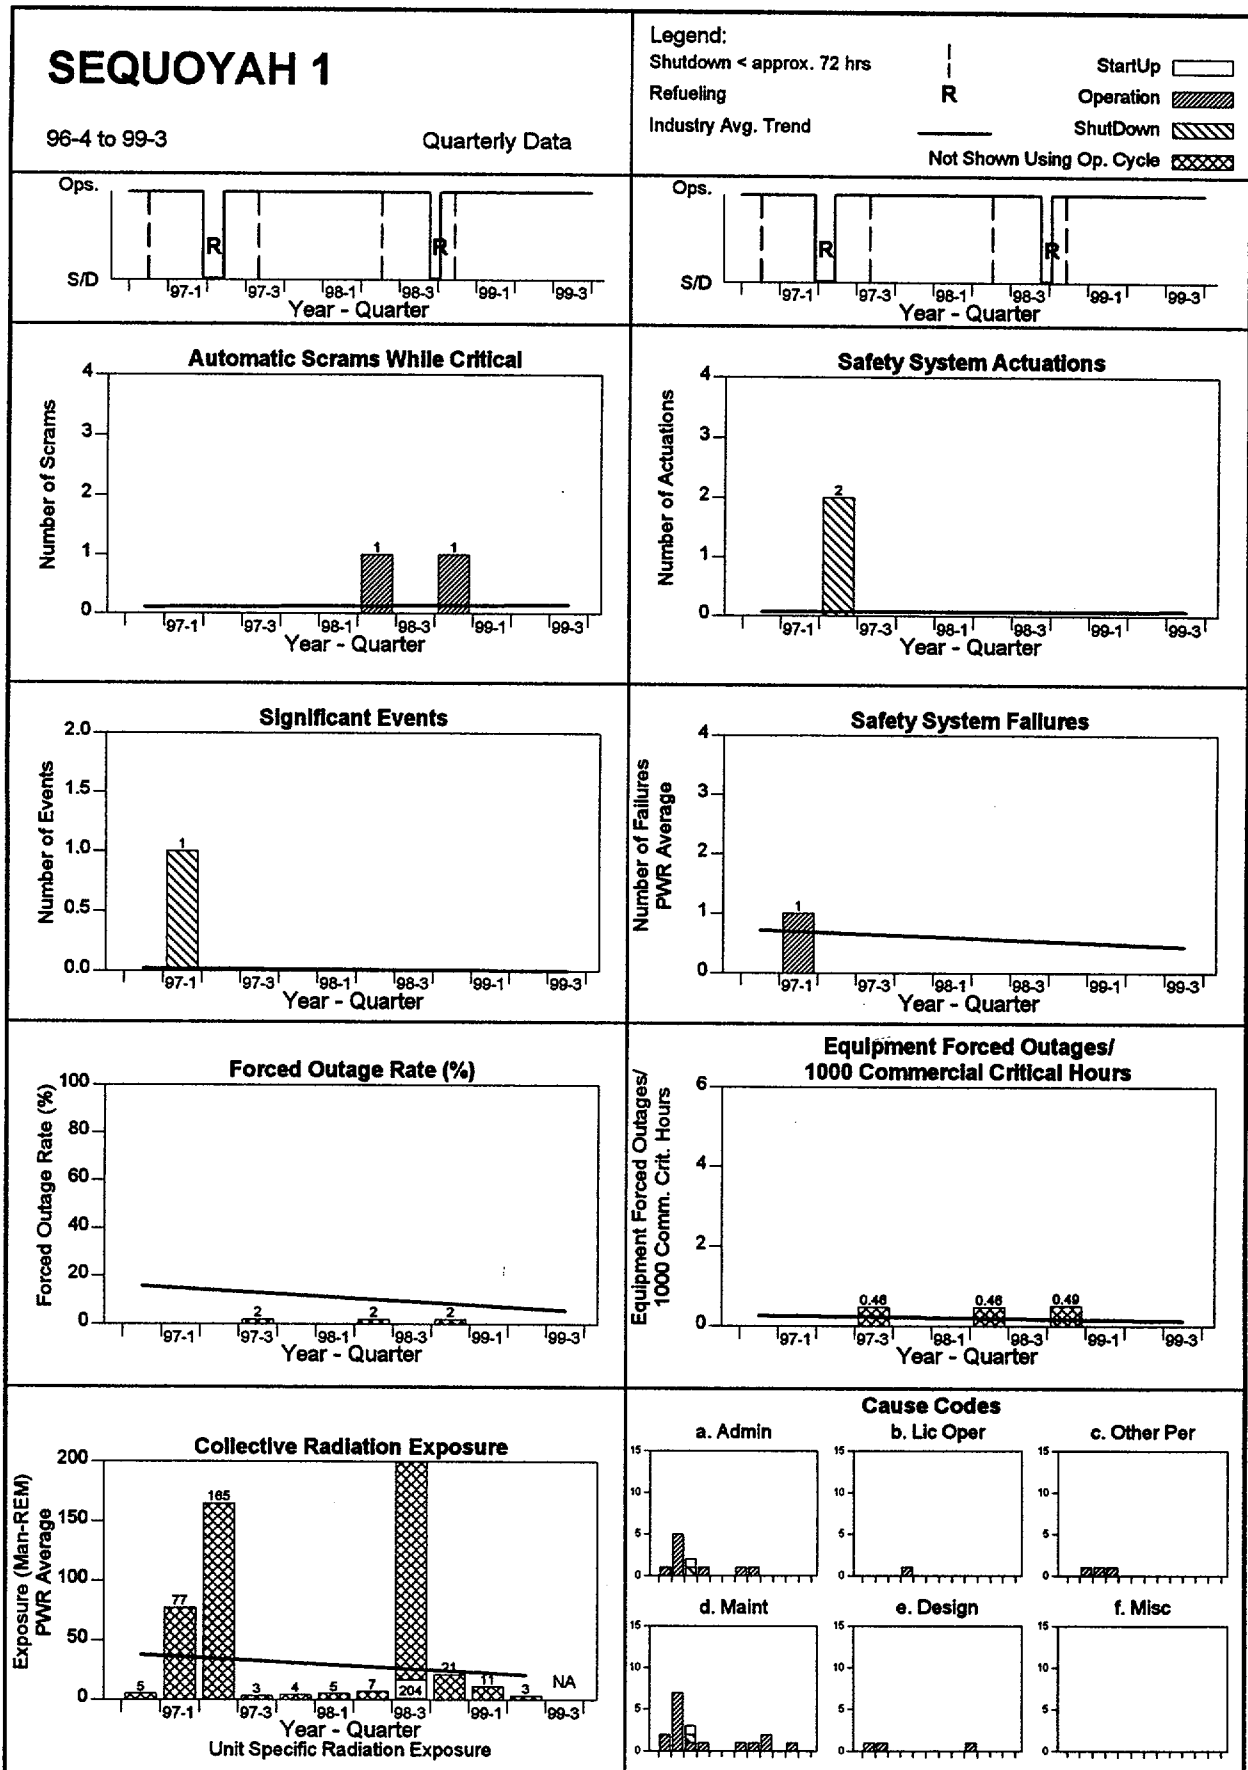 SEQUOYAH 1
96-4 to 99-3 Quarterly Data
Legend:
Shutdown < approx. 72 hrs
Refueling R
Industry Avg. Trend
StartUp
Operation
ShutDown
Not Shown Using Op. Cycle
Ops.
R R
S/D
97-1 97-3 98-1 98-3 99-1 99-3
Year - Quarter
Ops.
R R
S/D
97-1 97-3 98-1 98-3 99-1 99-3
Year - Quarter
Automatic Scrams While Critical
Number of Scrams
4
3
2
1
0
1 1
97-1 97-3 98-1 98-3 99-1 99-3
Year - Quarter
Safety System Actuations
Number of Actuations
4
3
2
1
0
2
97-1 97-3 98-1 98-3 99-1 99-3
Year - Quarter
Significant Events
Number of Events
2.0
1.5
1.0
0.5
0.0
1
97-1 97-3 98-1 98-3 99-1 99-3
Year - Quarter
Safety System Failures
Number of Failures
PWR Average
4
3
2
1
0
1
97-1 97-3 98-1 98-3 99-1 99-3
Year - Quarter
Forced Outage Rate (%)
Forced Outage Rate (%)
100
80
60
40
20
0
2 2 2
97-1 97-3 98-1 98-3 99-1 99-3
Year - Quarter
Equipment Forced Outages/
1000 Commercial Critical Hours
Equipment Forced Outages/
1000 Comm. Crit. Hours
6
4
2
0
0.46 0.46 0.49
97-1 97-3 98-1 98-3 99-1 99-3
Year - Quarter
Collective Radiation Exposure
Exposure (Man-REM)
PWR Average
200
150
100
50
0
5 77 165 3 4 5 7 204 21 11 3 NA
97-1 97-3 98-1 98-3 99-1 99-3
Year - Quarter
Unit Specific Radiation Exposure
Cause Codes
a. Admin
15
10
5
0
b. Lic Oper
15
10
5
0
c. Other Per
15
10
5
0
d. Maint
15
10
5
0
e. Design
15
10
5
0
f. Misc
15
10
5
0